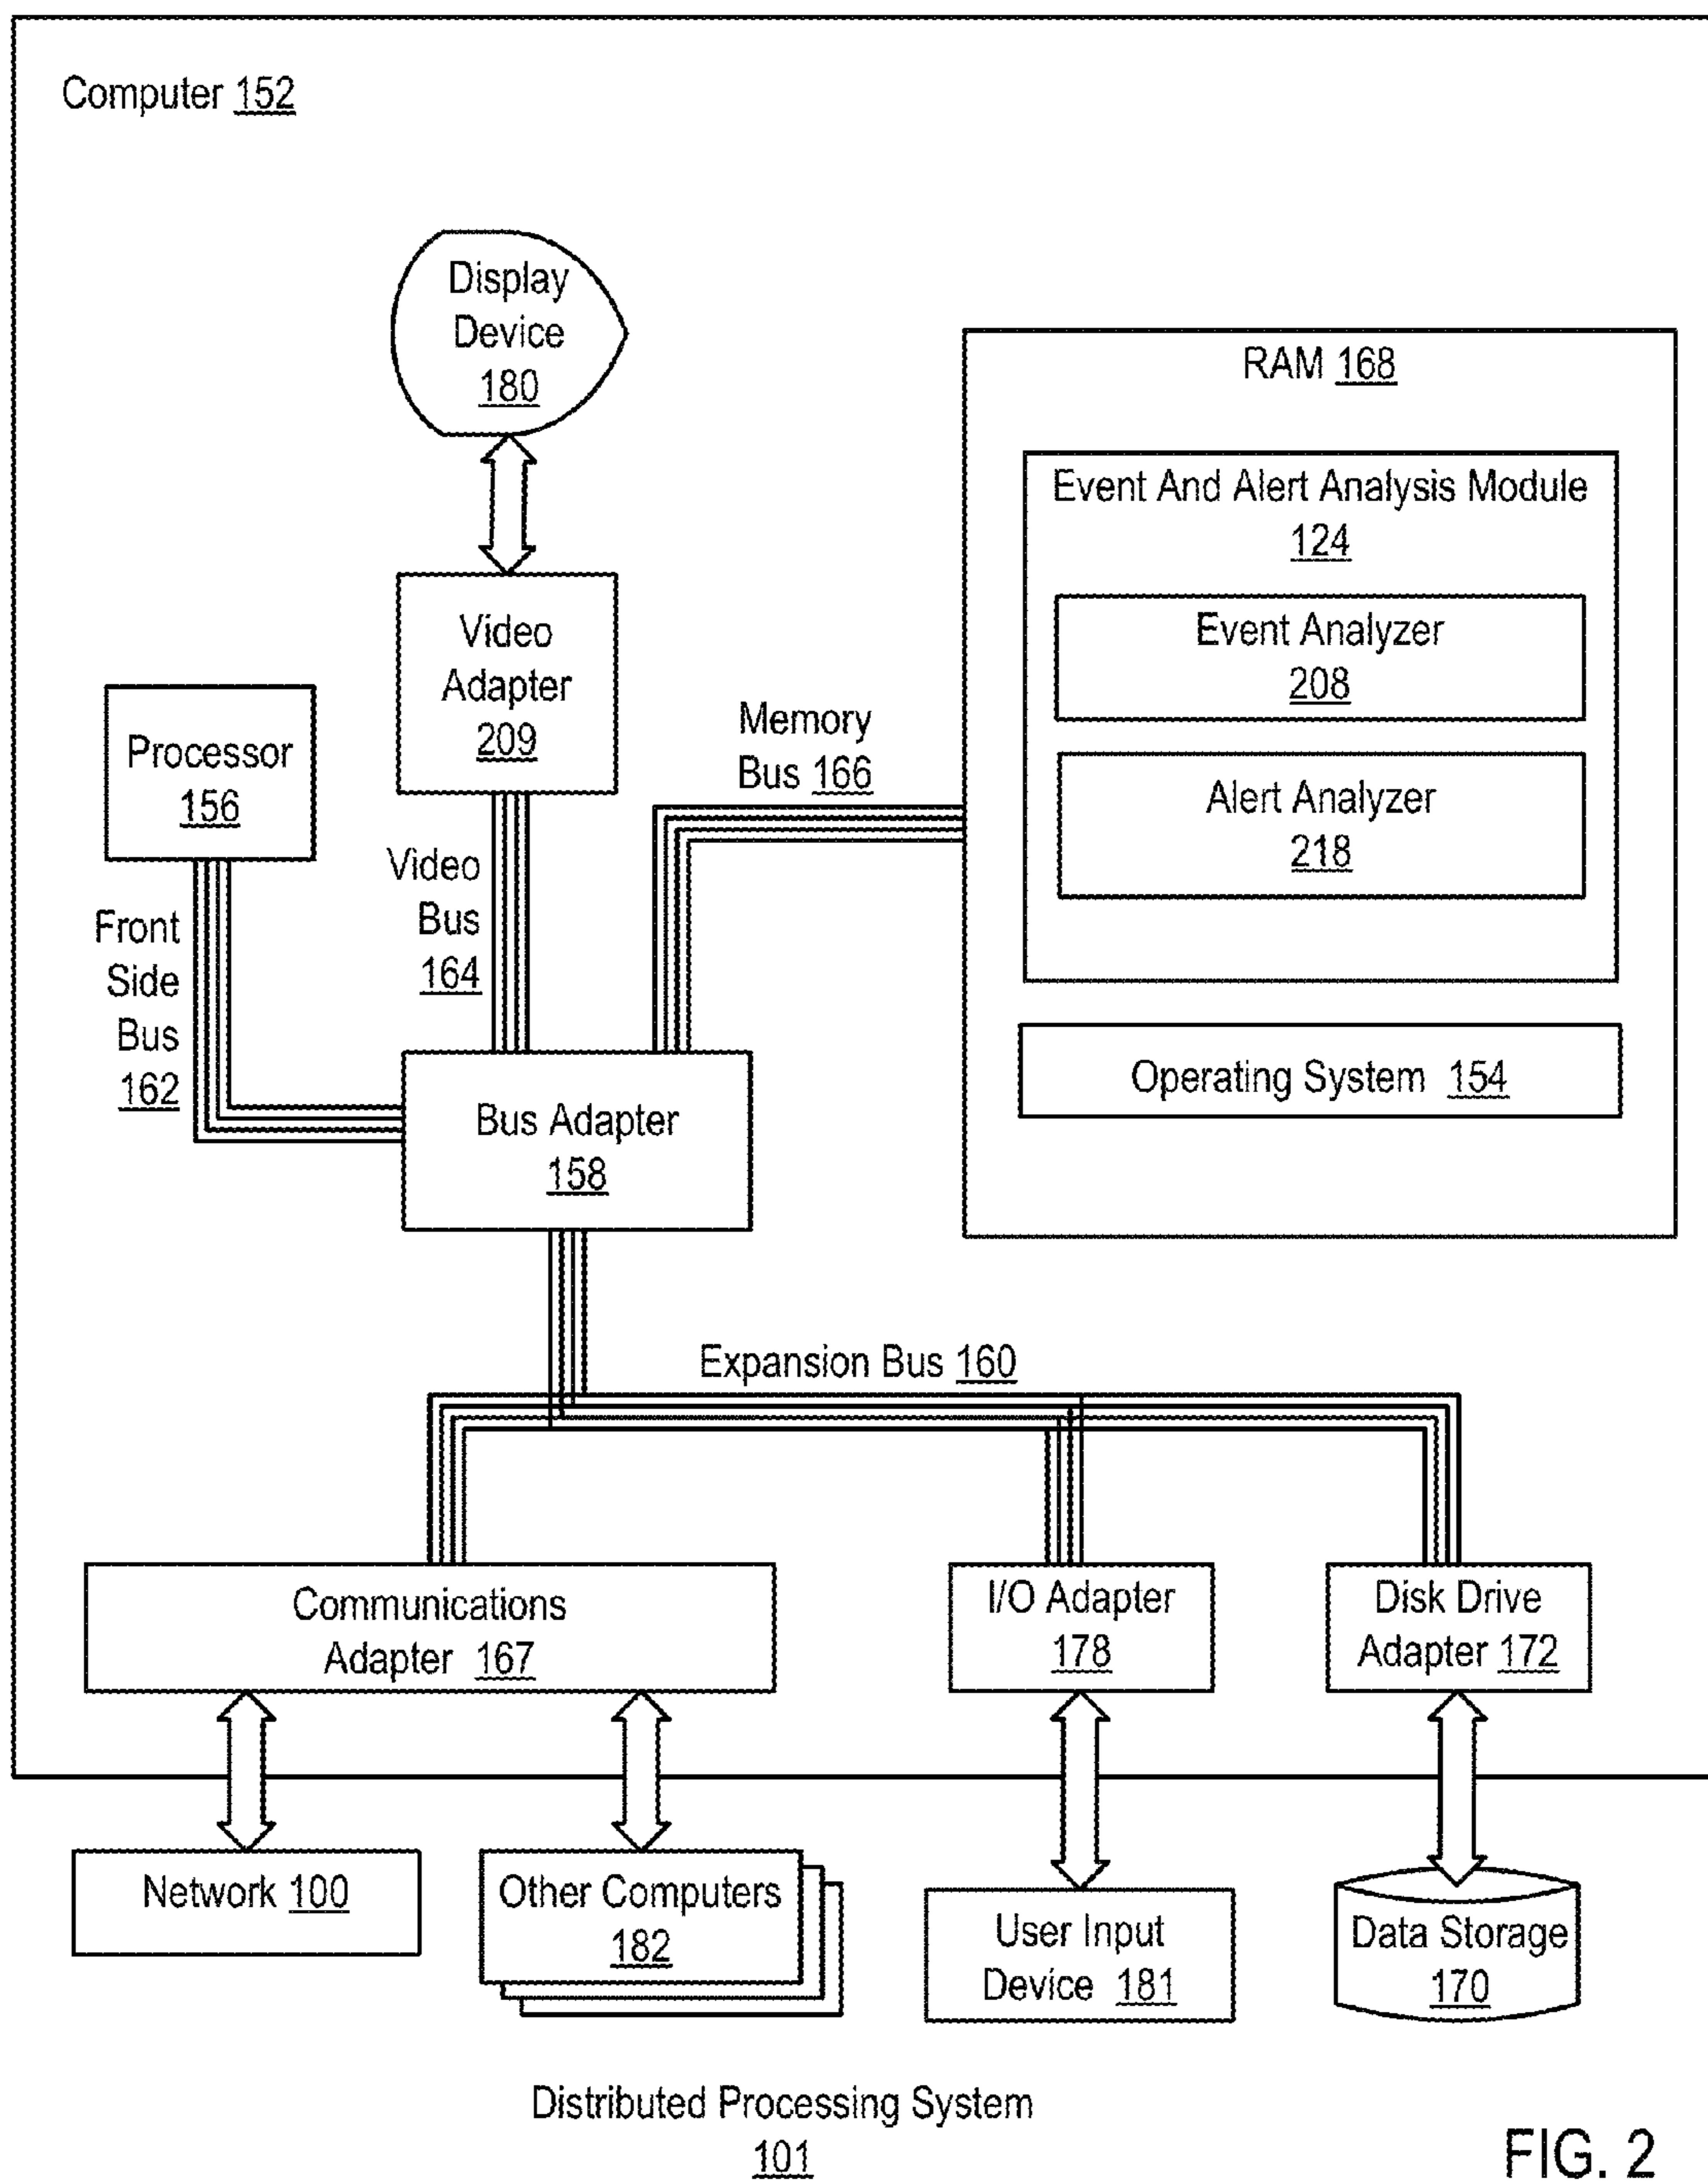 Computer 152
Display
Device
180
RAM 168
Event And Alert Analysis Module
124
Event Analyzer
208
Alert Analyzer
218
Operating System 154
Video
Adapter
209
Processor
156
Memory
Bus 166
Video
Bus
164
Front
Side
Bus
162
Bus Adapter
158
Expansion Bus 160
Communications
Adapter 167
I/O Adapter
178
Disk Drive
Adapter 172
Network 100
Other Computers
182
User Input
Device 181
Data Storage
170
Distributed Processing System
101
FIG. 2